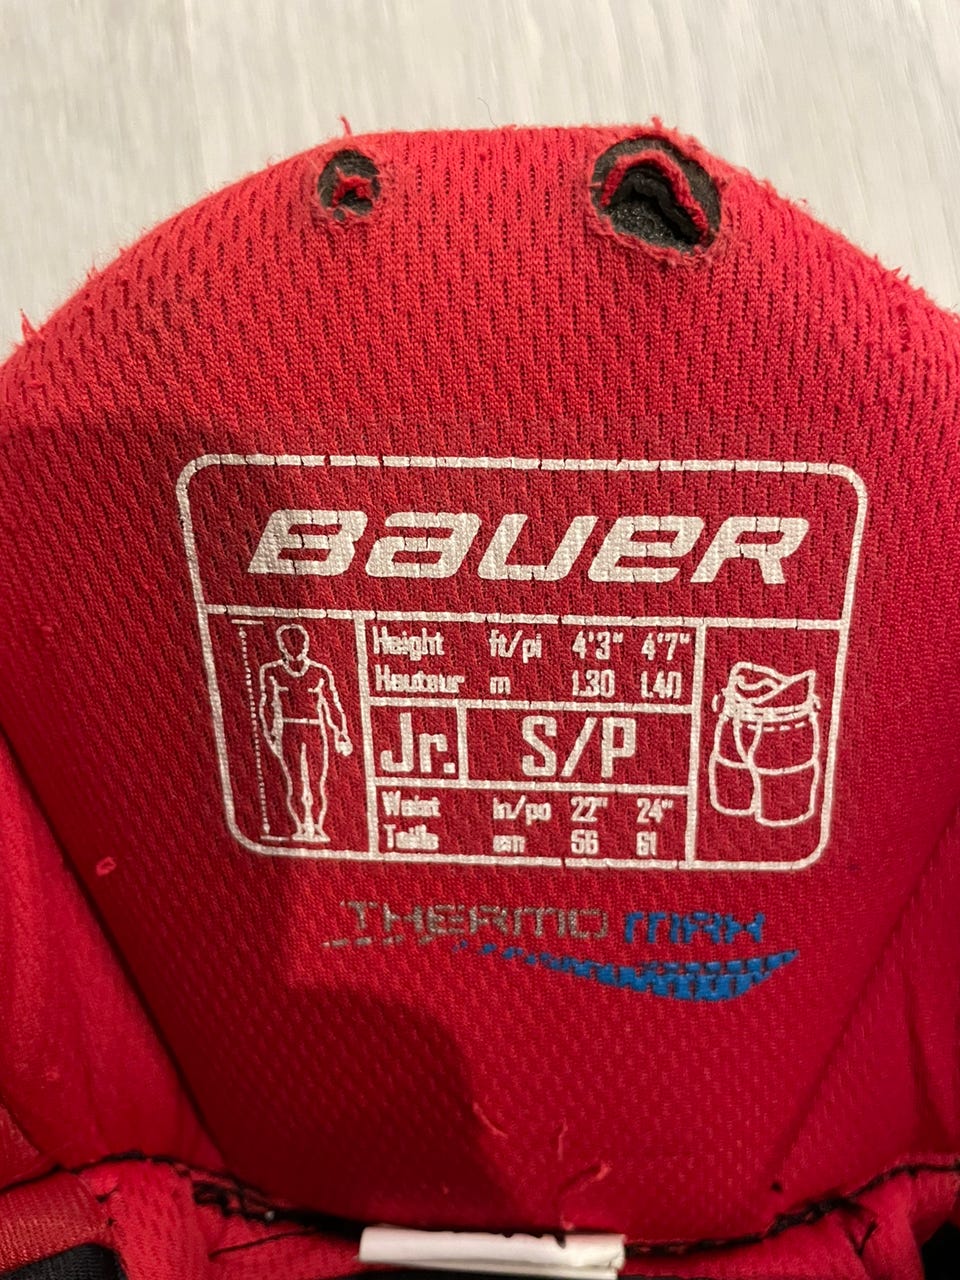 BAUER
Height ft/pi 4'3" 4'7"
Hauteur m 1.30 1.40
Jr. S/P
Waist in/po 22" 24"
Taille cm 56 61
THERMO MAX